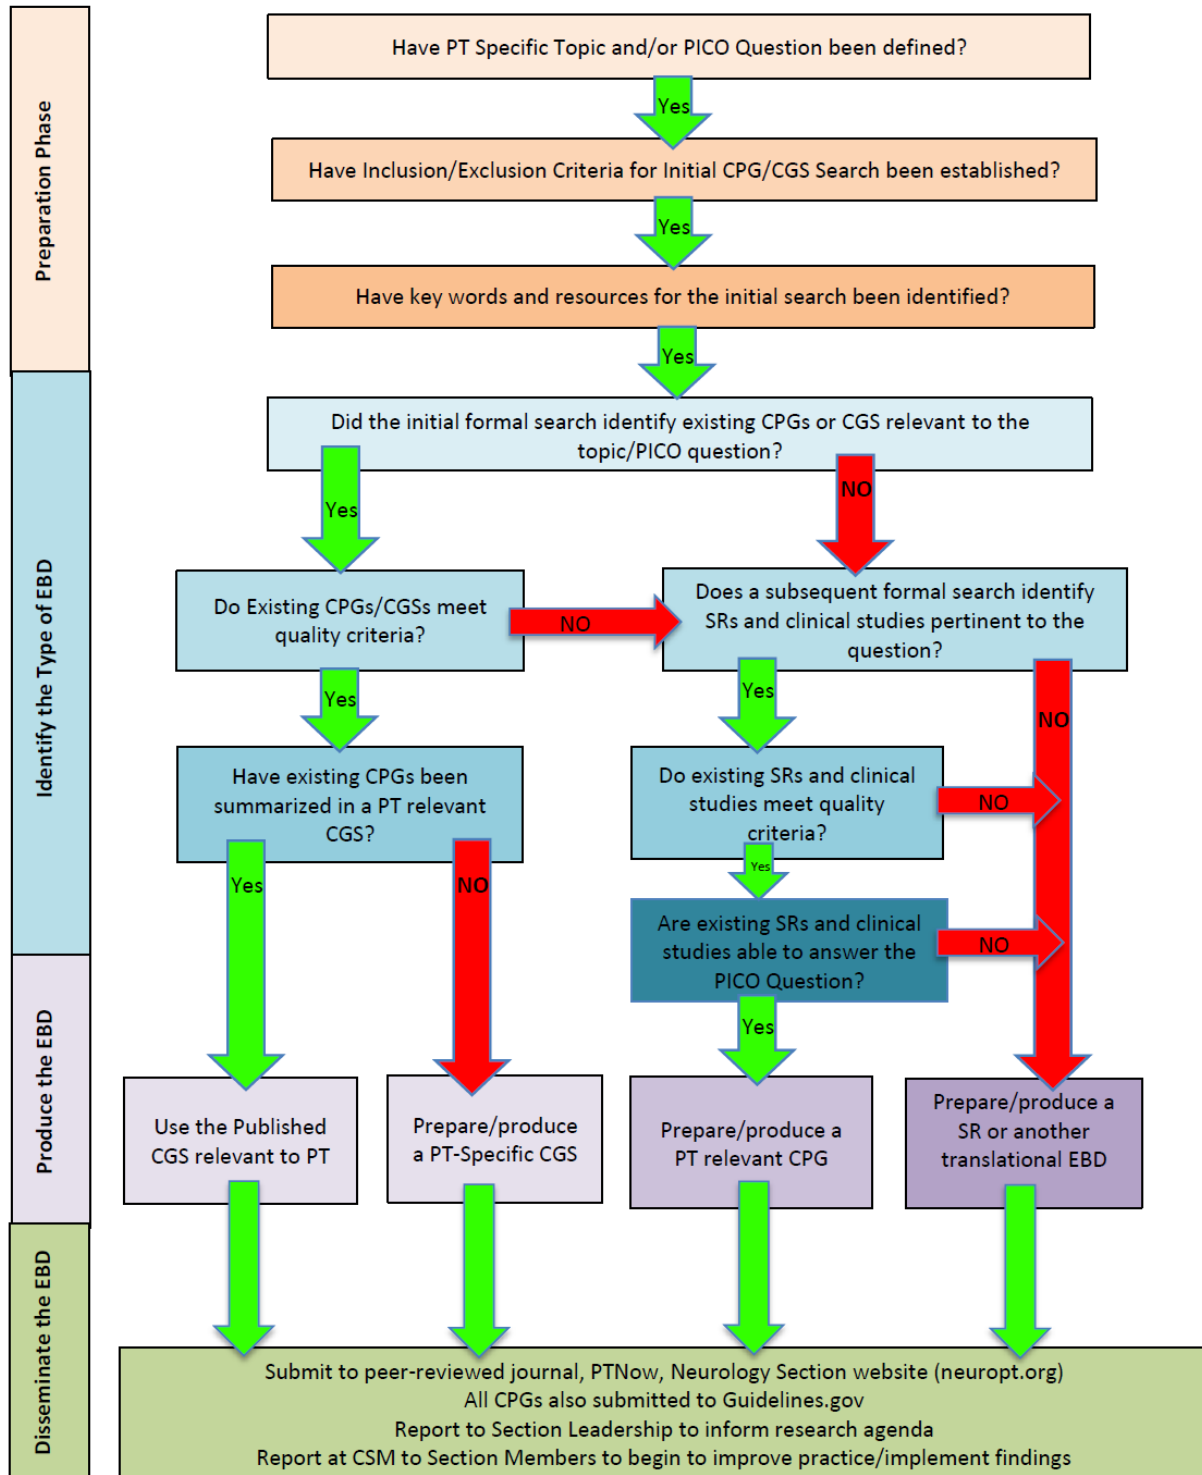 Preparation Phase
Have PT Specific Topic and/or PICO Question been defined?
Yes
Have Inclusion/Exclusion Criteria for Initial CPG/CGS Search been established?
Yes
Have key words and resources for the initial search been identified?
Yes
Identify the Type of EBD
Did the initial formal search identify existing CPGs or CGS relevant to the
topic/PICO question?
Yes
NO
Do Existing CPGs/CGSs meet
quality criteria?
NO
Does a subsequent formal search identify
SRs and clinical studies pertinent to the
question?
Yes
Yes
NO
Have existing CPGs been
summarized in a PT relevant
CGS?
Do existing SRs and clinical
studies meet quality
criteria?
NO
Yes
NO
Yes
Are existing SRs and clinical
studies able to answer the
PICO Question?
NO
Yes
Produce the EBD
Use the Published
CGS relevant to PT
Prepare/produce
a PT-Specific CGS
Prepare/produce a
PT relevant CPG
Prepare/produce a
SR or another
translational EBD
Disseminate the EBD
Submit to peer-reviewed journal, PTNow, Neurology Section website (neuropt.org)
All CPGs also submitted to Guidelines.gov
Report to Section Leadership to inform research agenda
Report at CSM to Section Members to begin to improve practice/implement findings